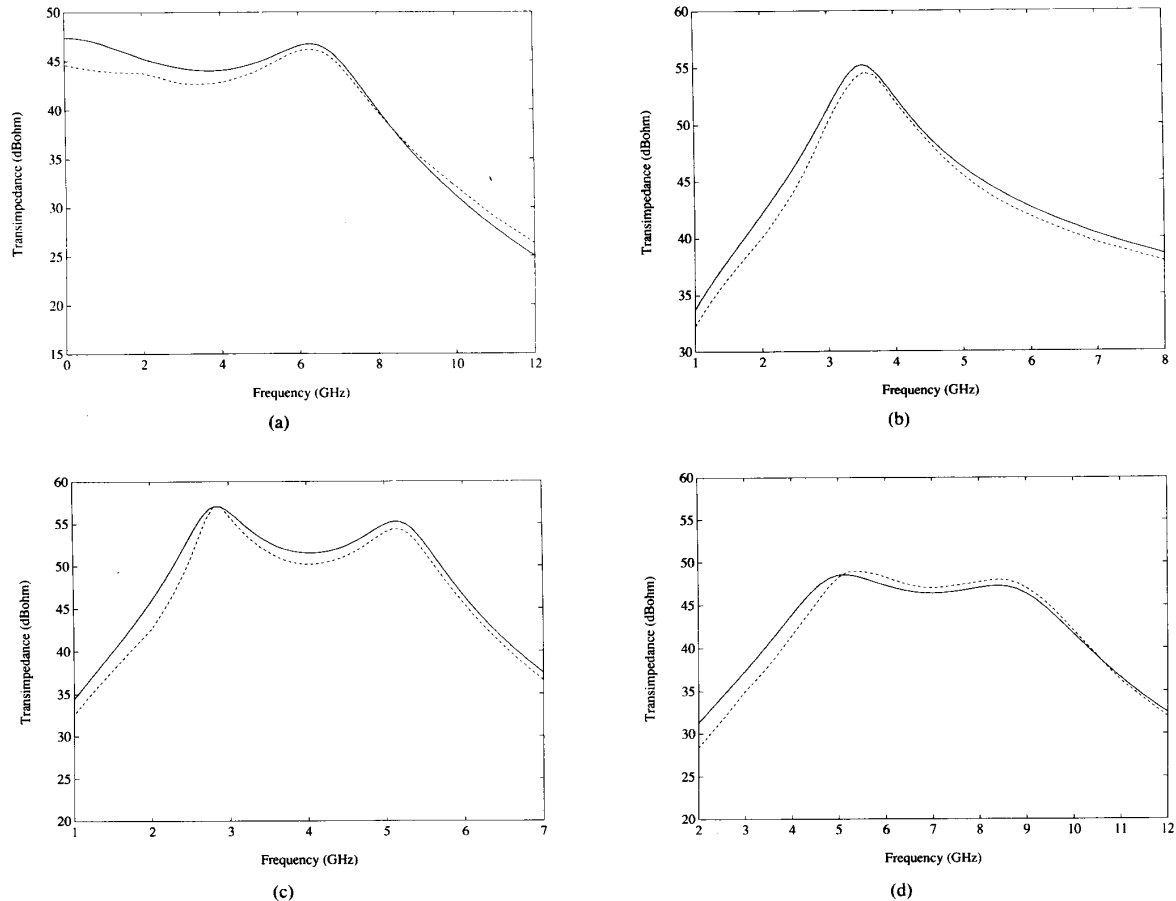 50
45
40
35
30
25
20
15
Transimpedance (dBohm)
0 2 4 6 8 10 12
Frequency (GHz)
(a)
60
55
50
45
40
35
30
Transimpedance (dBohm)
1 2 3 4 5 6 7 8
Frequency (GHz)
(b)
60
55
50
45
40
35
30
25
20
Transimpedance (dBohm)
1 2 3 4 5 6 7
Frequency (GHz)
(c)
60
55
50
45
40
35
30
25
20
Transimpedance (dBohm)
2 3 4 5 6 7 8 9 10 11 12
Frequency (GHz)
(d)